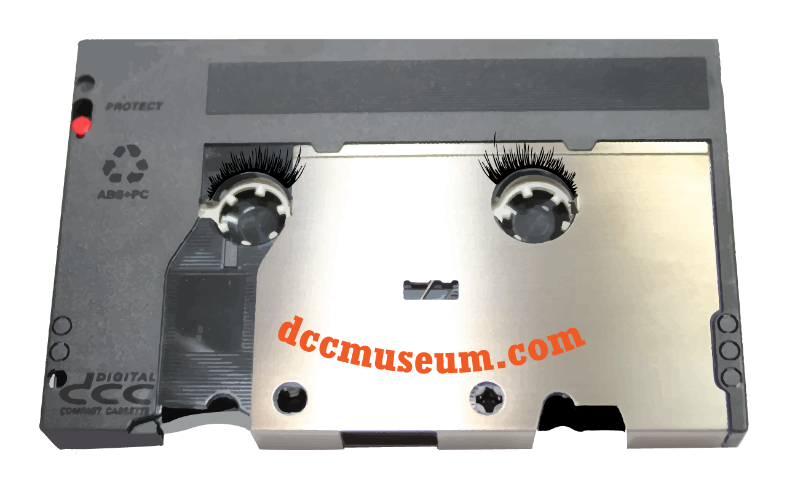 PROTECT
ABS+PC
dccmuseum.com
DIGITAL
dcc
COMPACT CASSETTE